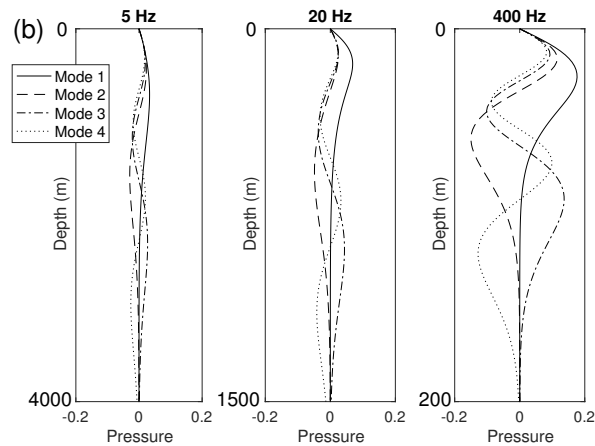 (b)
5 Hz
20 Hz
400 Hz
0
0
0
Mode 1
Mode 2
Mode 3
Mode 4
Depth (m)
Depth (m)
Depth (m)
4000
1500
200
-0.2 0 0.2
-0.2 0 0.2
-0.2 0 0.2
Pressure
Pressure
Pressure